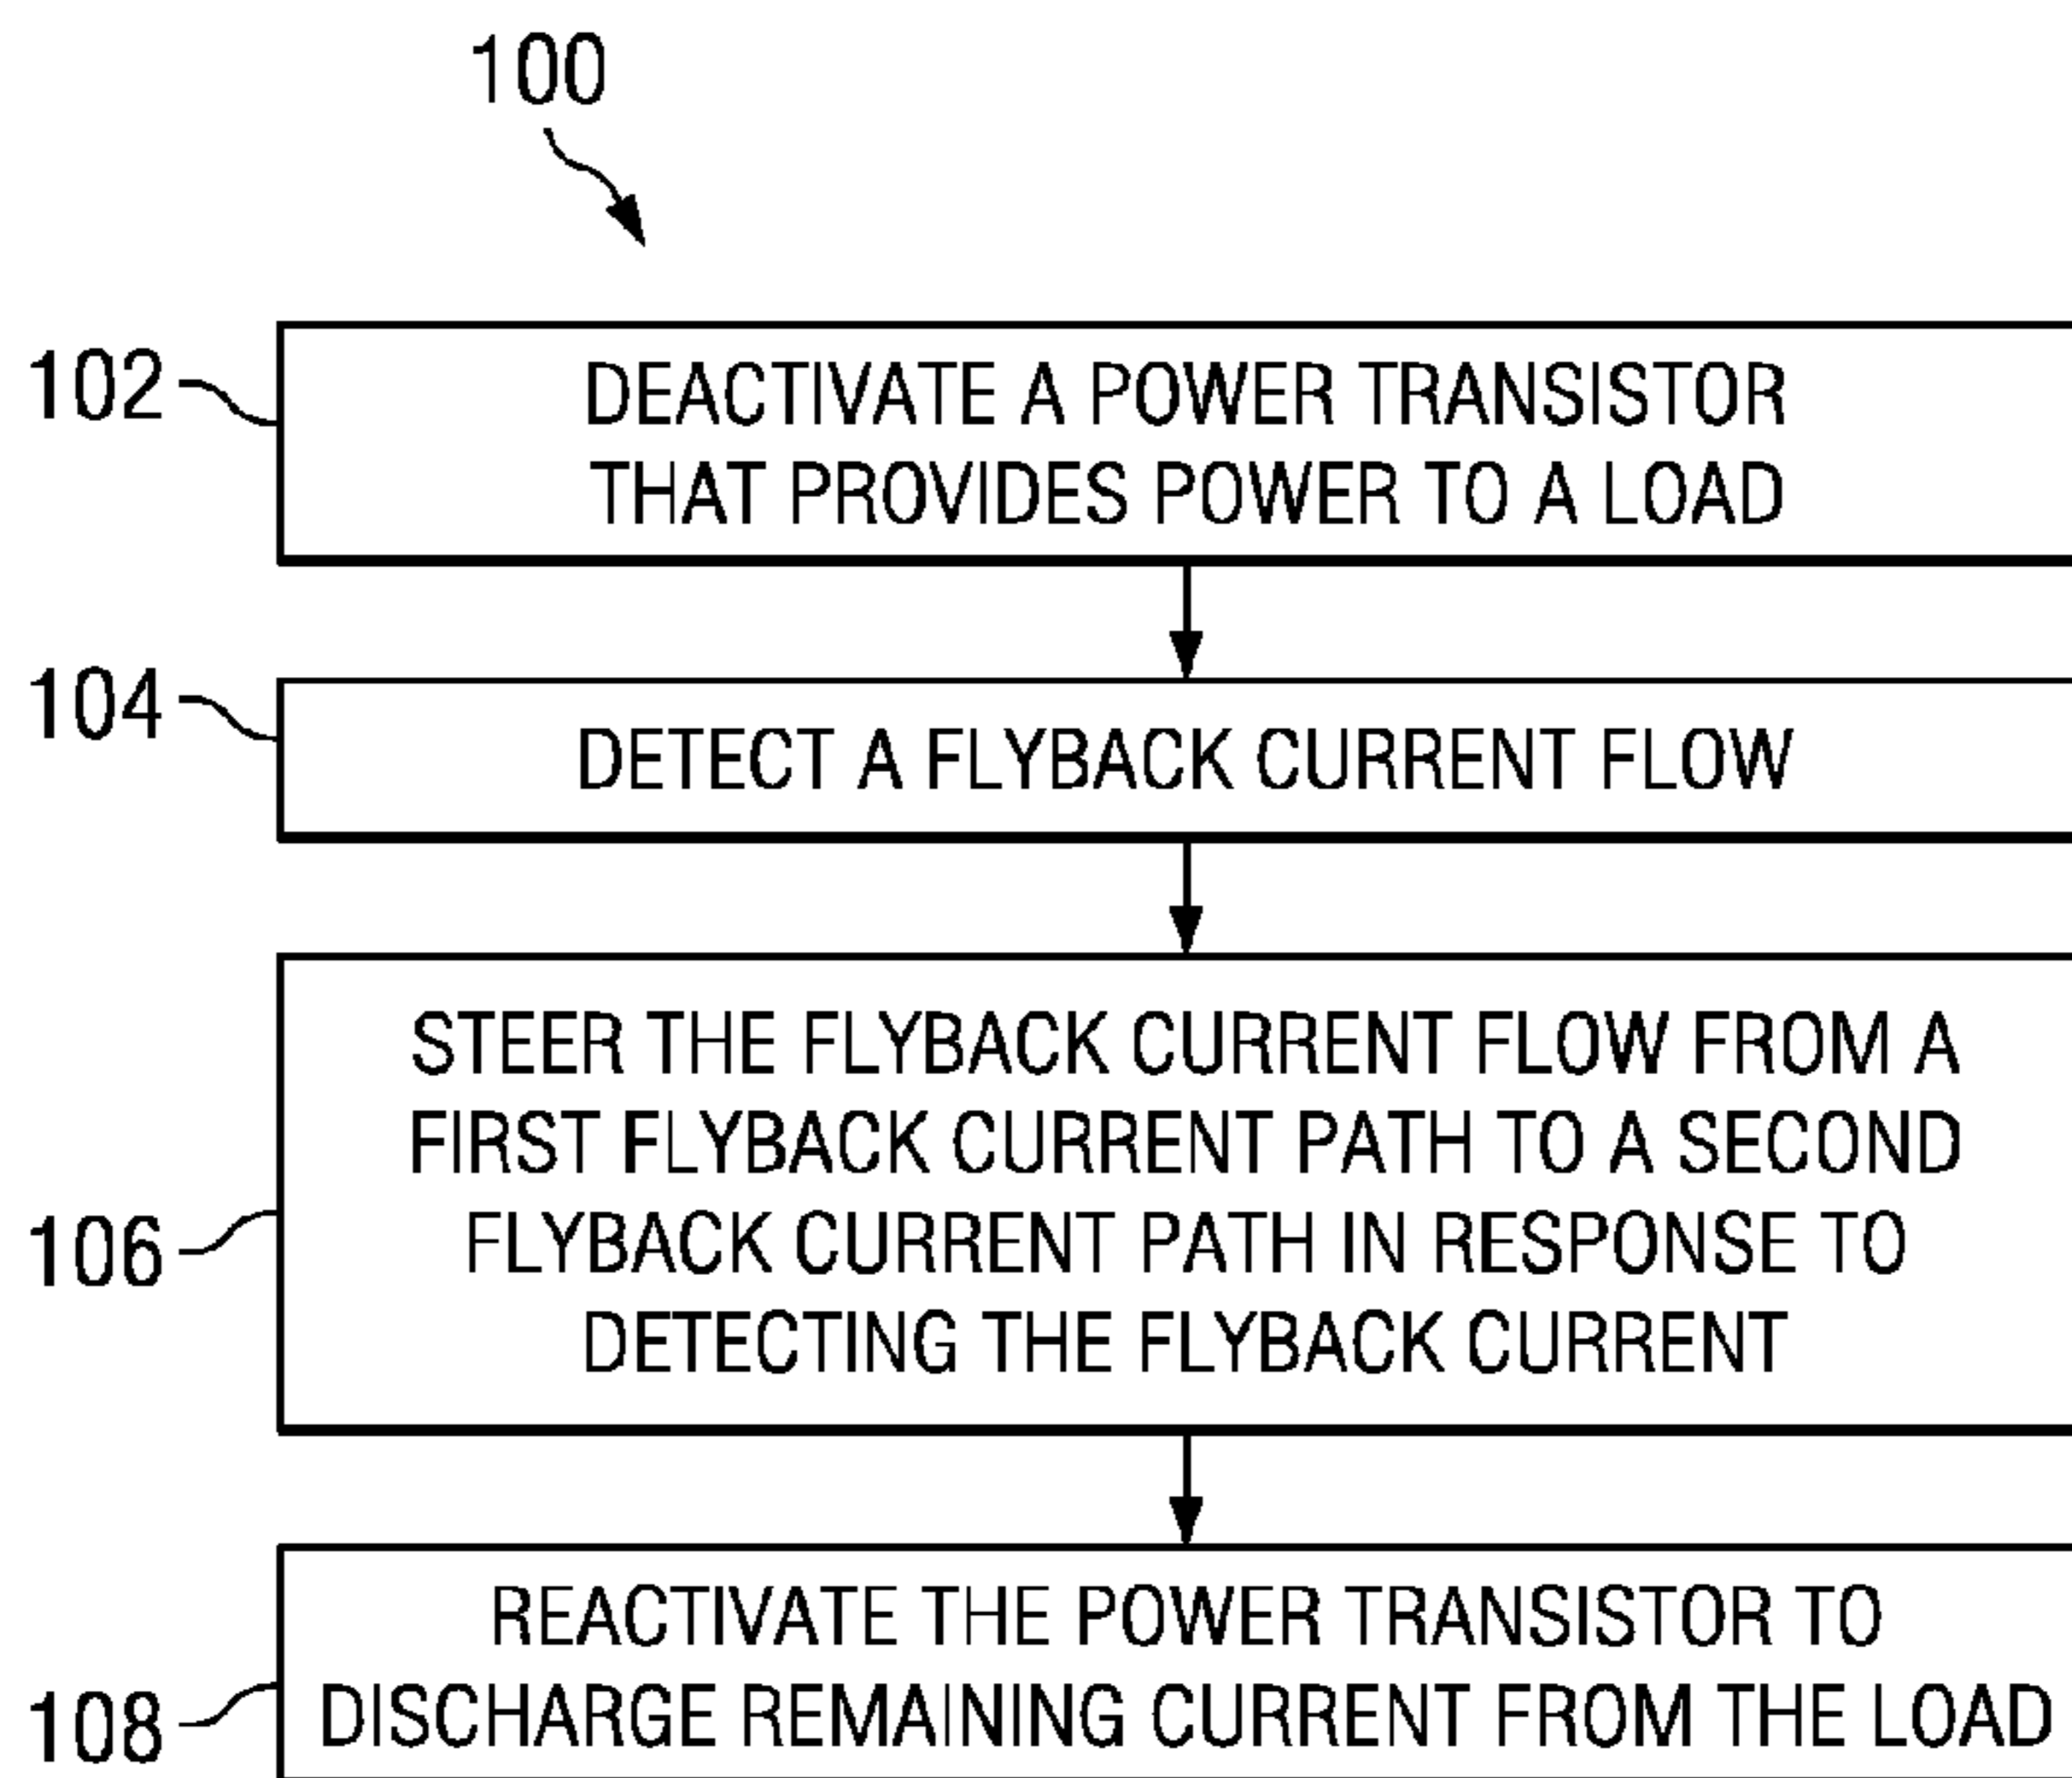 100
102
DEACTIVATE A POWER TRANSISTOR
THAT PROVIDES POWER TO A LOAD
104
DETECT A FLYBACK CURRENT FLOW
106
STEER THE FLYBACK CURRENT FLOW FROM A
FIRST FLYBACK CURRENT PATH TO A SECOND
FLYBACK CURRENT PATH IN RESPONSE TO
DETECTING THE FLYBACK CURRENT
108
REACTIVATE THE POWER TRANSISTOR TO
DISCHARGE REMAINING CURRENT FROM THE LOAD